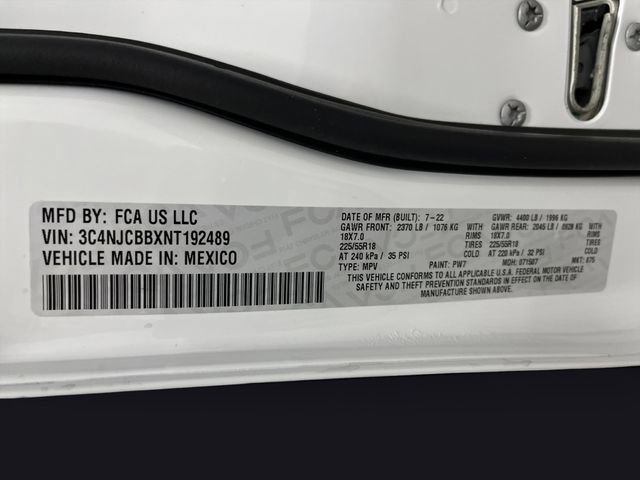 MFD BY: FCA US LLC
VIN: 3C4NJCBBXNT192489
VEHICLE MADE IN: MEXICO
DATE OF MFR (BUILT): 7-22 GVWR: 4400 LB / 1996 KG
GAWR FRONT: 2370 LB / 1076 KG WITH GAWR REAR: 2045 LB / 0928 KG WITH
18X7.0 RIMS 18X7.0 RIMS
225/55R18 TIRES 225/55R18 TIRES
AT 240 kPa / 35 PSI AT 220 kPa / 32 PSI
TYPE: MPV PAINT: PW7 MDH: 071507 MKT: 875
THIS VEHICLE CONFORMS TO ALL APPLICABLE U.S.A. FEDERAL MOTOR VEHICLE
SAFETY AND THEFT PREVENTION STANDARDS IN EFFECT ON THE DATE OF
MANUFACTURE SHOWN ABOVE.